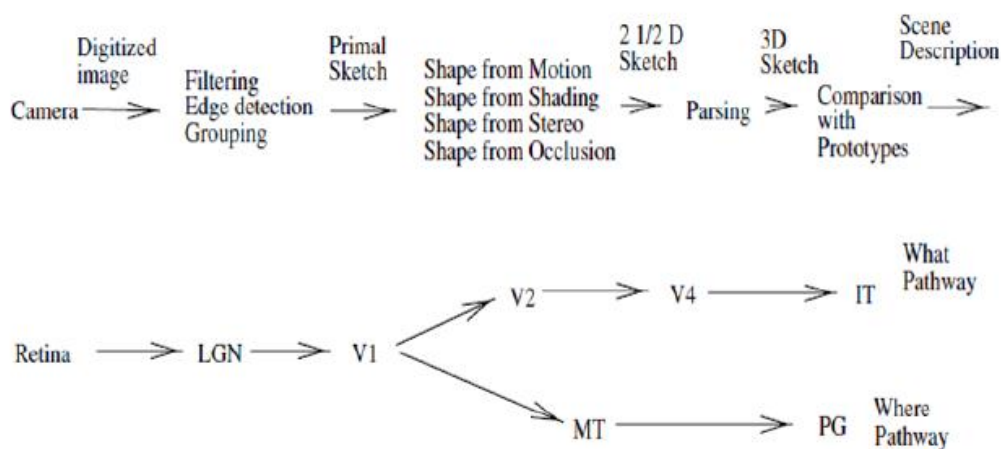 Digitized
image
Primal
Sketch
2 1/2 D
Sketch
3D
Sketch
Scene
Description
Camera
Filtering
Edge detection
Grouping
Shape from Motion
Shape from Shading
Shape from Stereo
Shape from Occlusion
Parsing
Comparison
with
Prototypes
What
Pathway
V2
V4
IT
Retina
LGN
V1
MT
PG
Where
Pathway